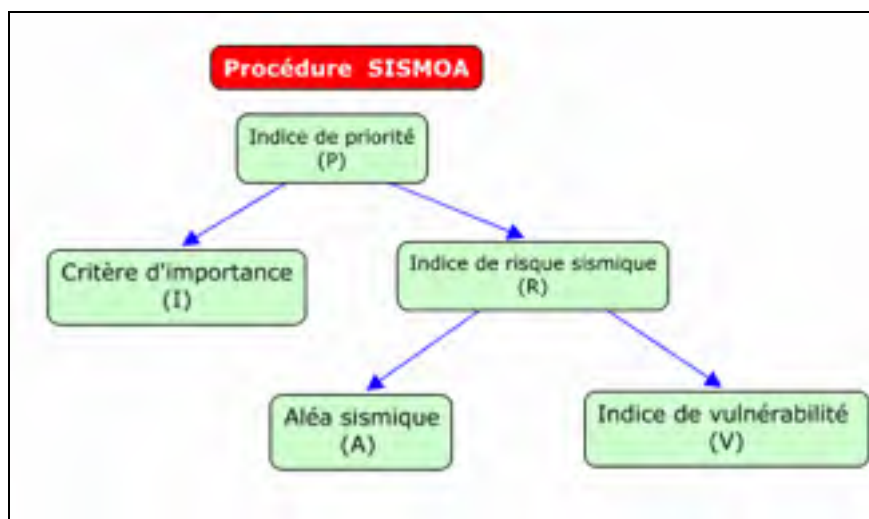 Procédure SISMOA
Indice de priorité
(P)
Critère d'importance
(I)
Indice de risque sismique
(R)
Aléa sismique
(A)
Indice de vulnérabilité
(V)